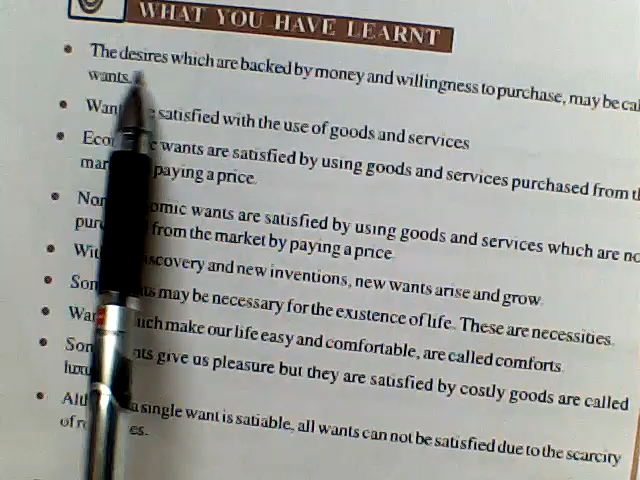 WHAT YOU HAVE LEARNT
The desires which are backed by money and willingness to purchase, may be
wants.
satisfied with the use of goods and services
wants are satisfied by using goods and services purchased from
paying a price.
wants are satisfied by using goods and services which are
from the market by paying a price
discovery and new inventions, new wants arise and grow.
may be necessary for the existence of life. These are necessities.
which make our life easy and comfortable, are called comforts.
give us pleasure but they are satisfied by costly goods are called
a single want is satiable, all wants can not be satisfied due to the scarcity
of